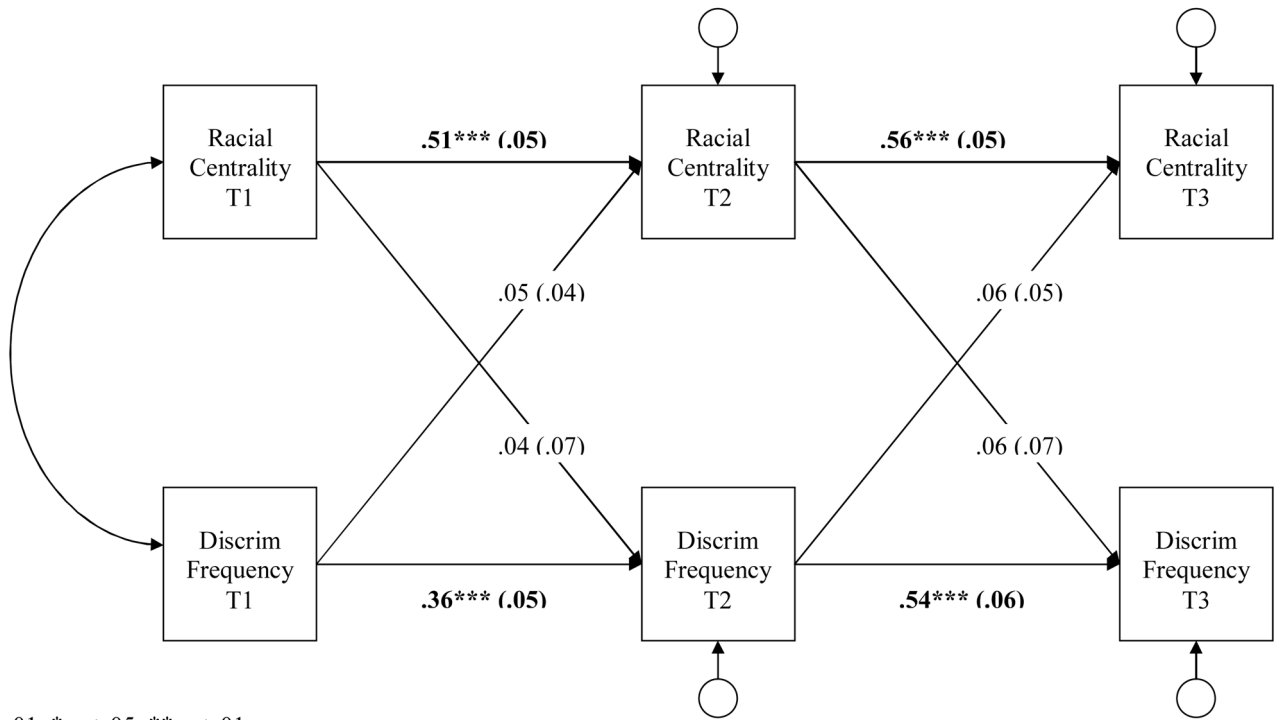 Racial
Centrality
T1
.51*** (.05)
Racial
Centrality
T2
.56*** (.05)
Racial
Centrality
T3
.05 (.04)
.06 (.05)
.04 (.07)
.06 (.07)
Discrim
Frequency
T1
.36*** (.05)
Discrim
Frequency
T2
.54*** (.06)
Discrim
Frequency
T3